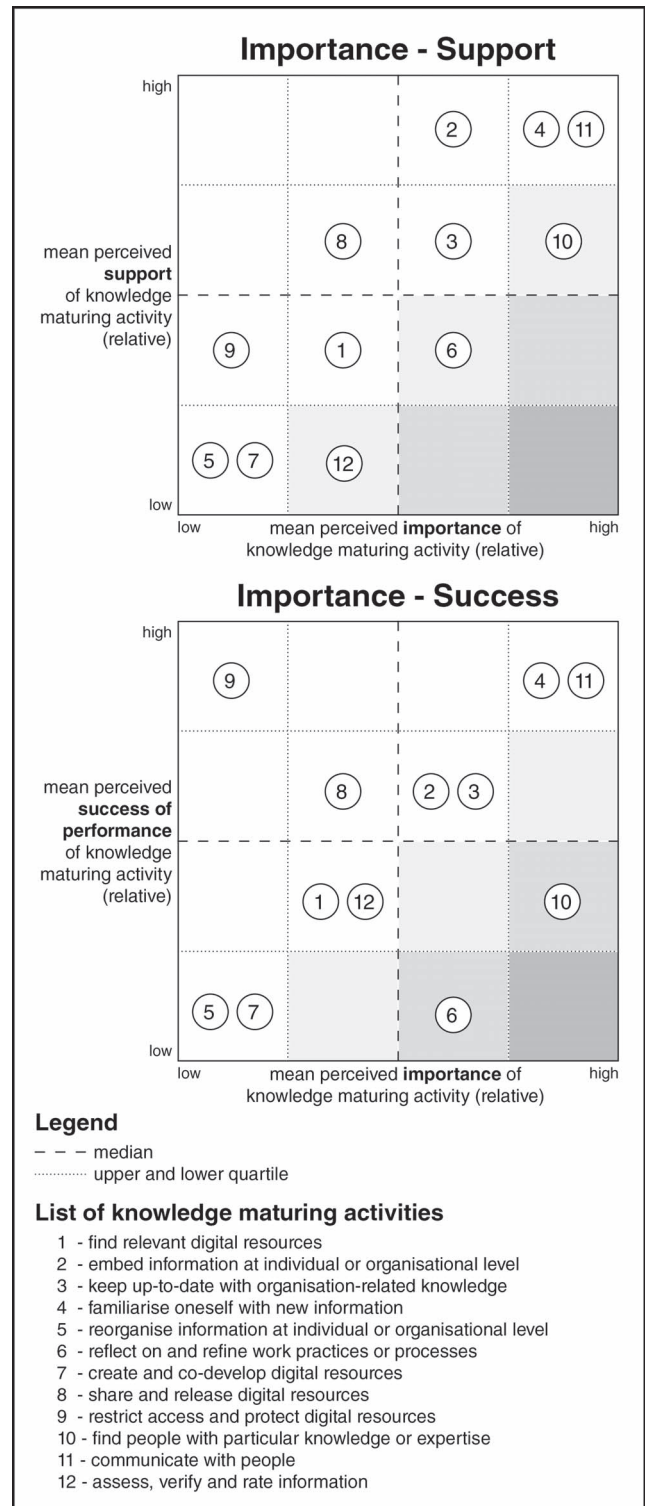 Importance - Support
high
2
4
11
8
3
10
mean perceived
support
of knowledge
maturing activity
(relative)
9
1
6
5
7
12
low
low
mean perceived importance of
knowledge maturing activity (relative)
high
Importance - Success
high
9
4
11
8
2
3
mean perceived
success of
performance
of knowledge
maturing activity
(relative)
1
12
10
5
7
6
low
low
mean perceived importance of
knowledge maturing activity (relative)
high
Legend
median
upper and lower quartile
List of knowledge maturing activities
1 - find relevant digital resources
2 - embed information at individual or organisational level
3 - keep up-to-date with organisation-related knowledge
4 - familiarise oneself with new information
5 - reorganise information at individual or organisational level
6 - reflect on and refine work practices or processes
7 - create and co-develop digital resources
8 - share and release digital resources
9 - restrict access and protect digital resources
10 - find people with particular knowledge or expertise
11 - communicate with people
12 - assess, verify and rate information